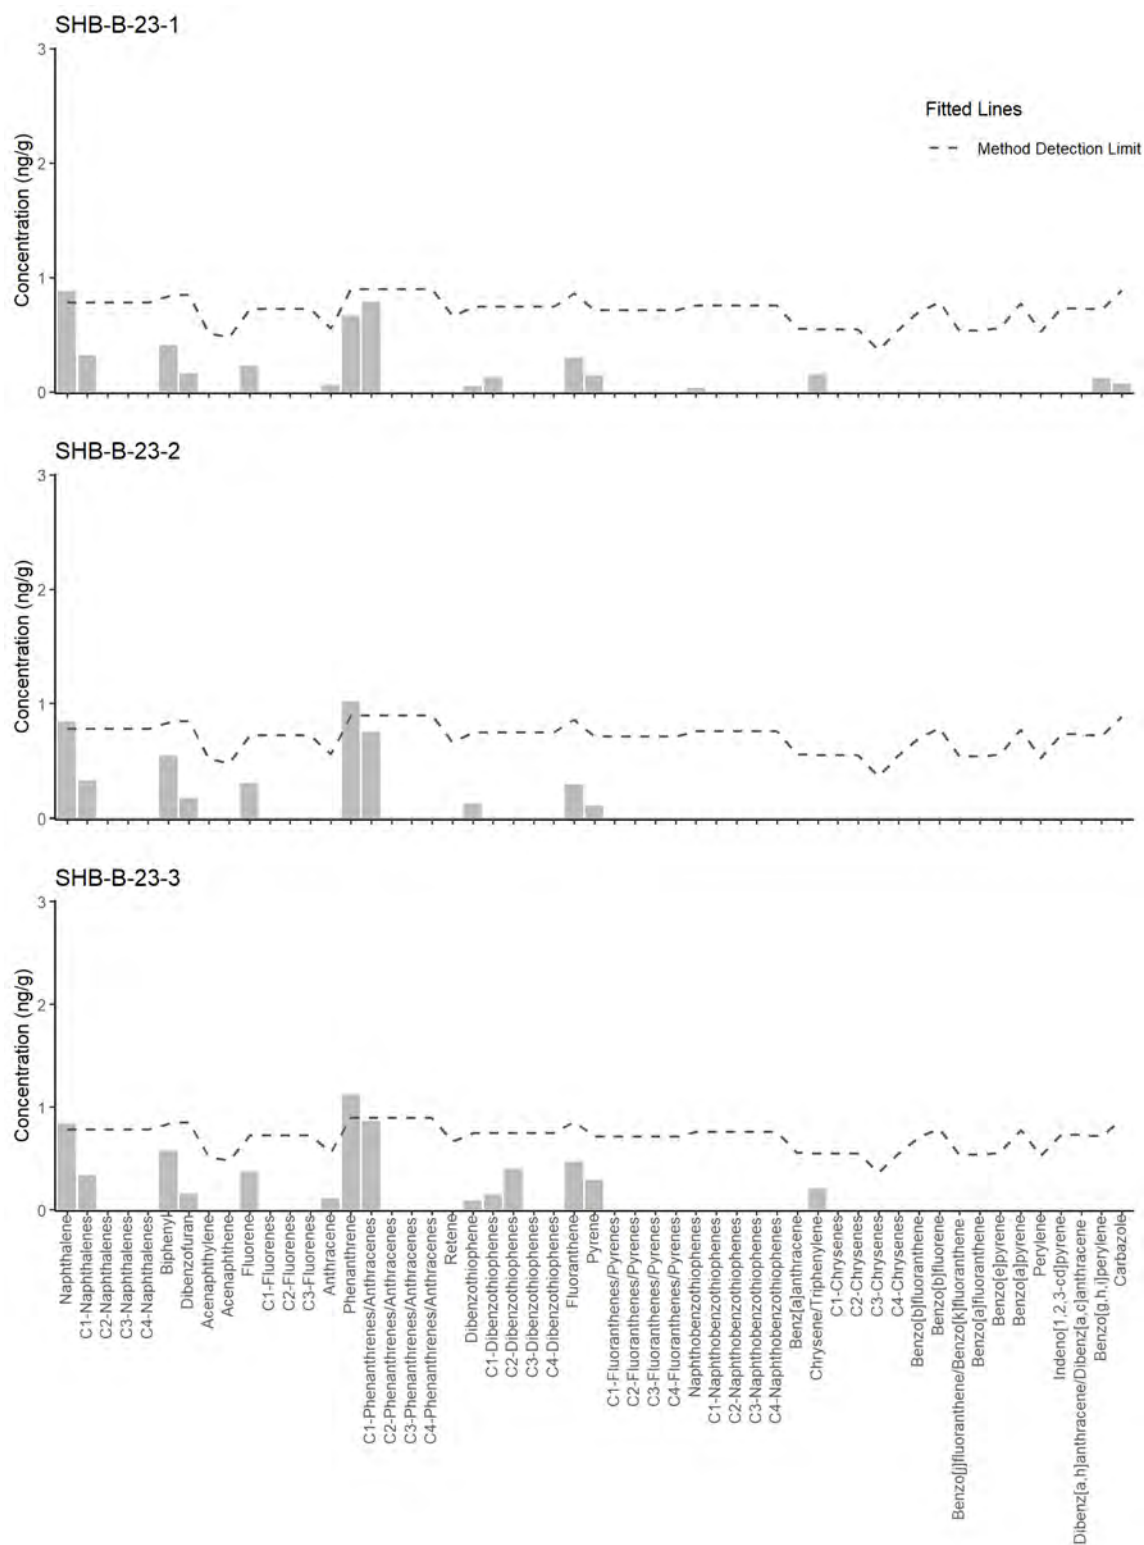 SHB-B-23-1
3
2
1
0
Concentration (ng/g)
Fitted Lines
Method Detection Limit
SHB-B-23-2
3
2
1
0
Concentration (ng/g)
SHB-B-23-3
3
2
1
0
Concentration (ng/g)
Naphthalene
C1-Naphthalenes
C2-Naphthalenes
C3-Naphthalenes
C4-Naphthalenes
Biphenyl
Dibenzofuran
Acenaphthylene
Acenaphthene
Fluorene
C1-Fluorenes
C2-Fluorenes
C3-Fluorenes
Anthracene
Phenanthrene
C1-Phenanthrenes/Anthracenes
C2-Phenanthrenes/Anthracenes
C3-Phenanthrenes/Anthracenes
C4-Phenanthrenes/Anthracenes
Retene
Dibenzothiophene
C1-Dibenzothiophenes
C2-Dibenzothiophenes
C3-Dibenzothiophenes
C4-Dibenzothiophenes
Fluoranthene
Pyrene
C1-Fluoranthenes/Pyrenes
C2-Fluoranthenes/Pyrenes
C3-Fluoranthenes/Pyrenes
C4-Fluoranthenes/Pyrenes
Naphthobenzothiophenes
C1-Naphthobenzothiophenes
C2-Naphthobenzothiophenes
C3-Naphthobenzothiophenes
C4-Naphthobenzothiophenes
Benz[a]anthracene
Chrysene/Triphenylene
C1-Chrysenes
C2-Chrysenes
C3-Chrysenes
C4-Chrysenes
Benzo[b]fluoranthene
Benzo[b]fluorene
Benzo[j]fluoranthene/Benzo[k]fluoranthene
Benzo[a]fluoranthene
Benzo[e]pyrene
Benzo[a]pyrene
Perylene
Indeno[1,2,3-cd]pyrene
Dibenz[a,h]anthracene/Dibenz[a,c]anthracene
Benzo[g,h,i]perylene
Carbazole